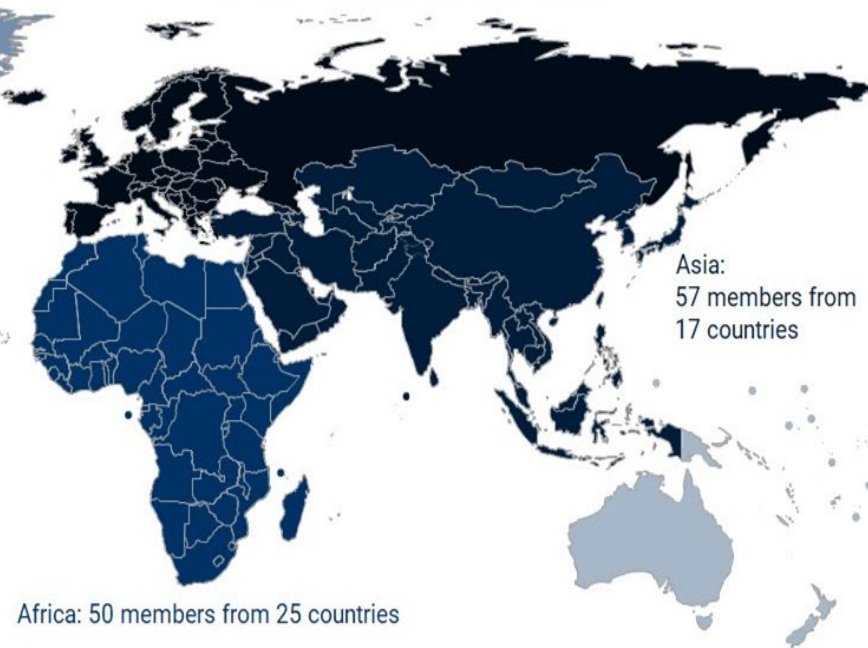 Asia:
57 members from
17 countries
Africa: 50 members from 25 countries